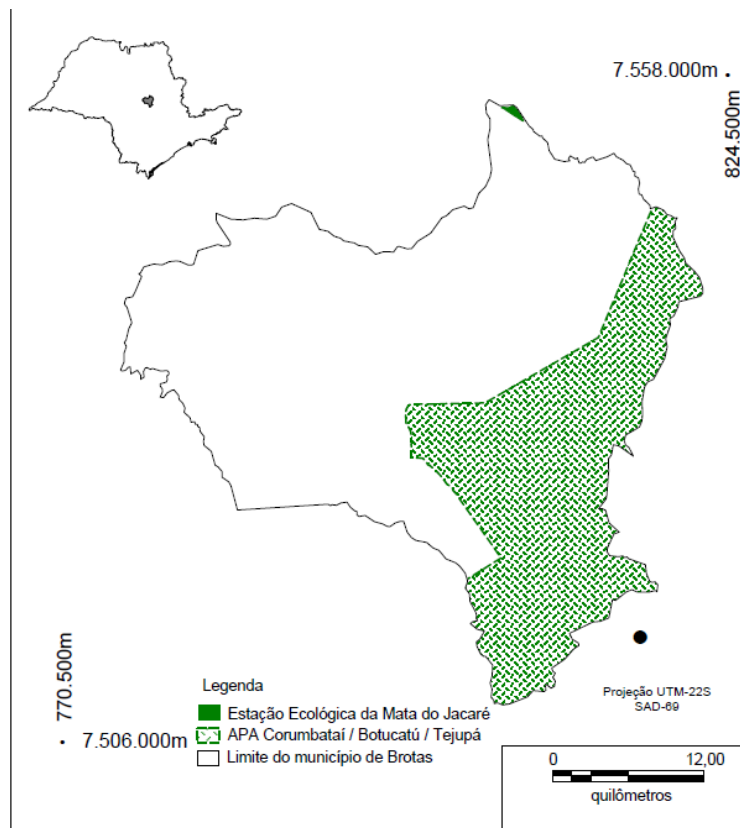 7.558.000m
824.500m
770.500m
7.506.000m
Legenda
Estação Ecológica da Mata do Jacaré
APA Corumbataí / Botucatú / Tejupá
Limite do município de Brotas
Projeção UTM-22S
SAD-69
0 12,00
quilômetros